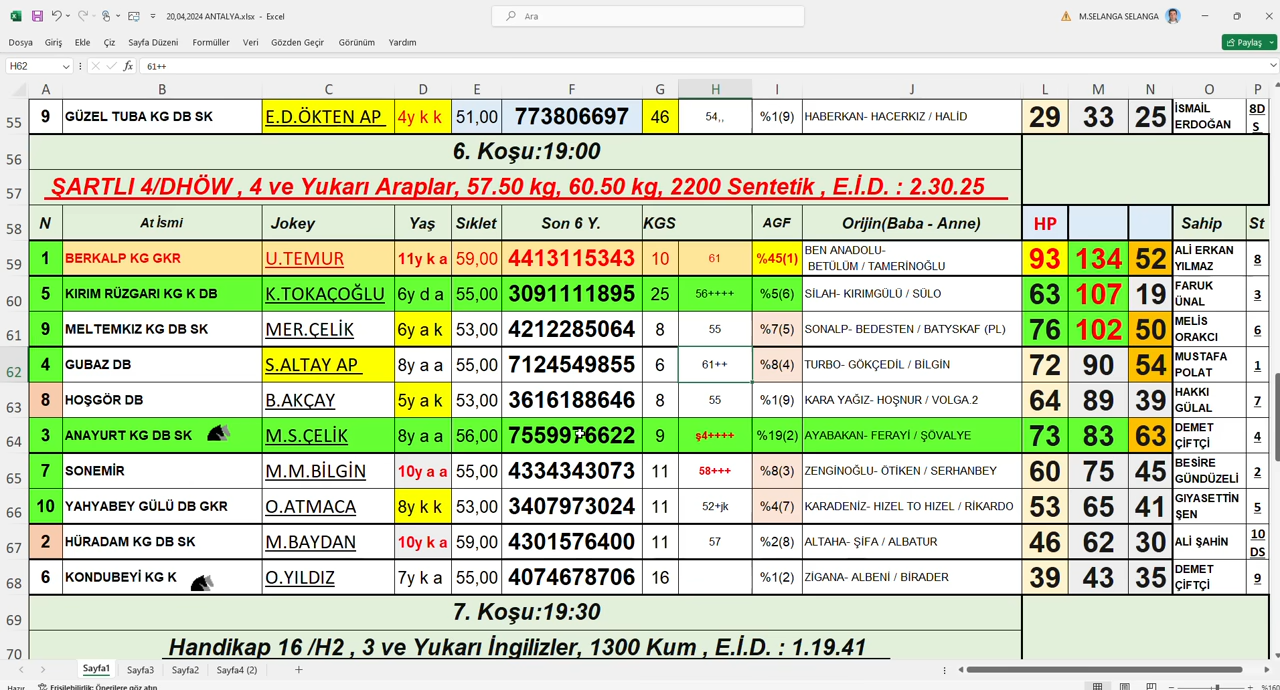 20,04,2024 ANTALYA.xlsx - Excel
Ara
M.SELANGA SELANGA
Dosya Giriş Ekle Çiz Sayfa Düzeni Formüller Veri Gözden Geçir Görünüm Yardım
Paylaş
H62 fx 61++
A B C D E F G H I J L M N O P
55 9 GÜZEL TUBA KG DB SK E.D.ÖKTEN AP 4y k k 51,00 773806697 46 54,, %1(9) HABERKAN- HACERKIZ / HALİD 29 33 25 İSMAİL ERDOĞAN 8D S
56 6. Koşu:19:00
57 ŞARTLI 4/DHÖW , 4 ve Yukarı Araplar, 57.50 kg, 60.50 kg, 2200 Sentetik , E.İ.D. : 2.30.25
58 N At İsmi Jokey Yaş Sıklet Son 6 Y. KGS AGF Orijin(Baba - Anne) HP Sahip St
59 1 BERKALP KG GKR U.TEMUR 11y k a 59,00 4413115343 10 61 %45(1) BEN ANADOLU- BETÜLÜM / TAMERİNOĞLU 93 134 52 ALİ ERKAN YILMAZ 8
60 5 KIRIM RÜZGARI KG K DB K.TOKAÇOĞLU 6y d a 55,00 3091111895 25 56++++ %5(6) SİLAH- KIRIMGÜLÜ / SÜLO 63 107 19 FARUK ÜNAL 3
61 9 MELTEMKIZ KG DB SK MER.ÇELİK 6y a k 53,00 4212285064 8 55 %7(5) SONALP- BEDESTEN / BATYSKAF (PL) 76 102 50 MELİS ORAKCI 6
62 4 GUBAZ DB S.ALTAY AP 8y a a 55,00 7124549855 6 61++ %8(4) TURBO- GÖKÇEDİL / BİLGİN 72 90 54 MUSTAFA POLAT 1
63 8 HOŞGÖR DB B.AKÇAY 5y a k 53,00 3616188646 8 55 %1(9) KARA YAĞIZ- HOŞNUR / VOLGA.2 64 89 39 HAKKI GÜLAL 7
64 3 ANAYURT KG DB SK M.S.ÇELİK 8y a a 56,00 7559976622 9 ş4++++ %19(2) AYABAKAN- FERAYİ / ŞÖVALYE 73 83 63 DEMET ÇİFTÇİ 4
65 7 SONEMİR M.M.BİLGİN 10y a a 55,00 4334343073 11 58+++ %8(3) ZENGİNOĞLU- ÖTİKEN / SERHANBEY 60 75 45 BESİRE GÜNDÜZELİ 2
66 10 YAHYABEY GÜLÜ DB GKR O.ATMACA 8y k k 53,00 3407973024 11 52+jk %4(7) KARADENİZ- HIZEL TO HIZEL / RİKARDO 53 65 41 GIYASETTİN ŞEN 5
67 2 HÜRADAM KG DB SK M.BAYDAN 10y k a 59,00 4301576400 11 57 %2(8) ALTAHA- ŞİFA / ALBATUR 46 62 30 ALİ ŞAHİN 10 DS
68 6 KONDUBEYİ KG K O.YILDIZ 7y k a 55,00 4074678706 16 %1(2) ZİGANA- ALBENİ / BİRADER 39 43 35 DEMET ÇİFTÇİ 9
69 7. Koşu:19:30
70 Handikap 16 /H2 , 3 ve Yukarı İngilizler, 1300 Kum , E.İ.D. : 1.19.41
Sayfa1 Sayfa3 Sayfa2 Sayfa4 (2)
Hazır Erişilebilirlik: Önerilere göz atın %160